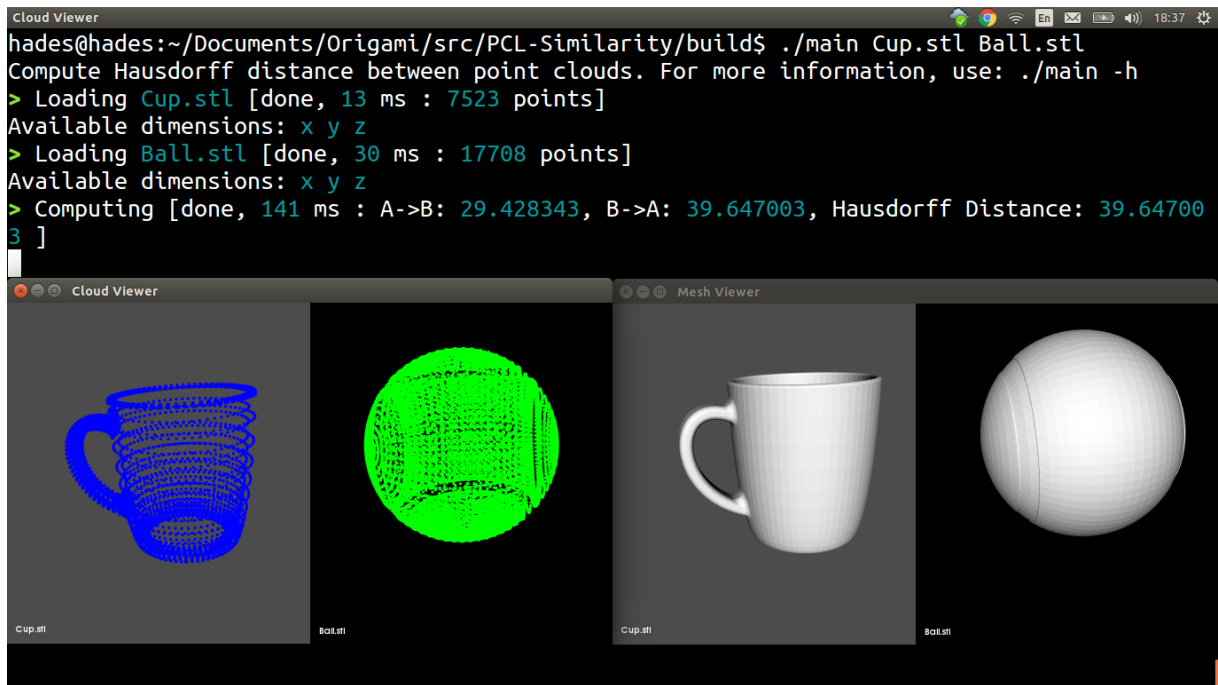 Cloud Viewer
En
18:37
hades@hades:~/Documents/Origami/src/PCL-Similarity/build$ ./main Cup.stl Ball.stl
Compute Hausdorff distance between point clouds. For more information, use: ./main -h
> Loading Cup.stl [done, 13 ms : 7523 points]
Available dimensions: x y z
> Loading Ball.stl [done, 30 ms : 17708 points]
Available dimensions: x y z
> Computing [done, 141 ms : A->B: 29.428343, B->A: 39.647003, Hausdorff Distance: 39.64700
3 ]
Cloud Viewer
Mesh Viewer
Cup.stl
Ball.stl
Cup.stl
Ball.stl